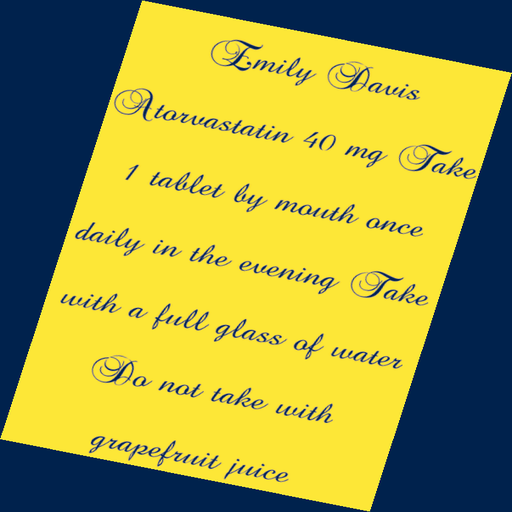 Emily Davis
Atorvastatin 40 mg Take
1 tablet by mouth once
daily in the evening Take
with a full glass of water
Do not take with
grapefruit juice